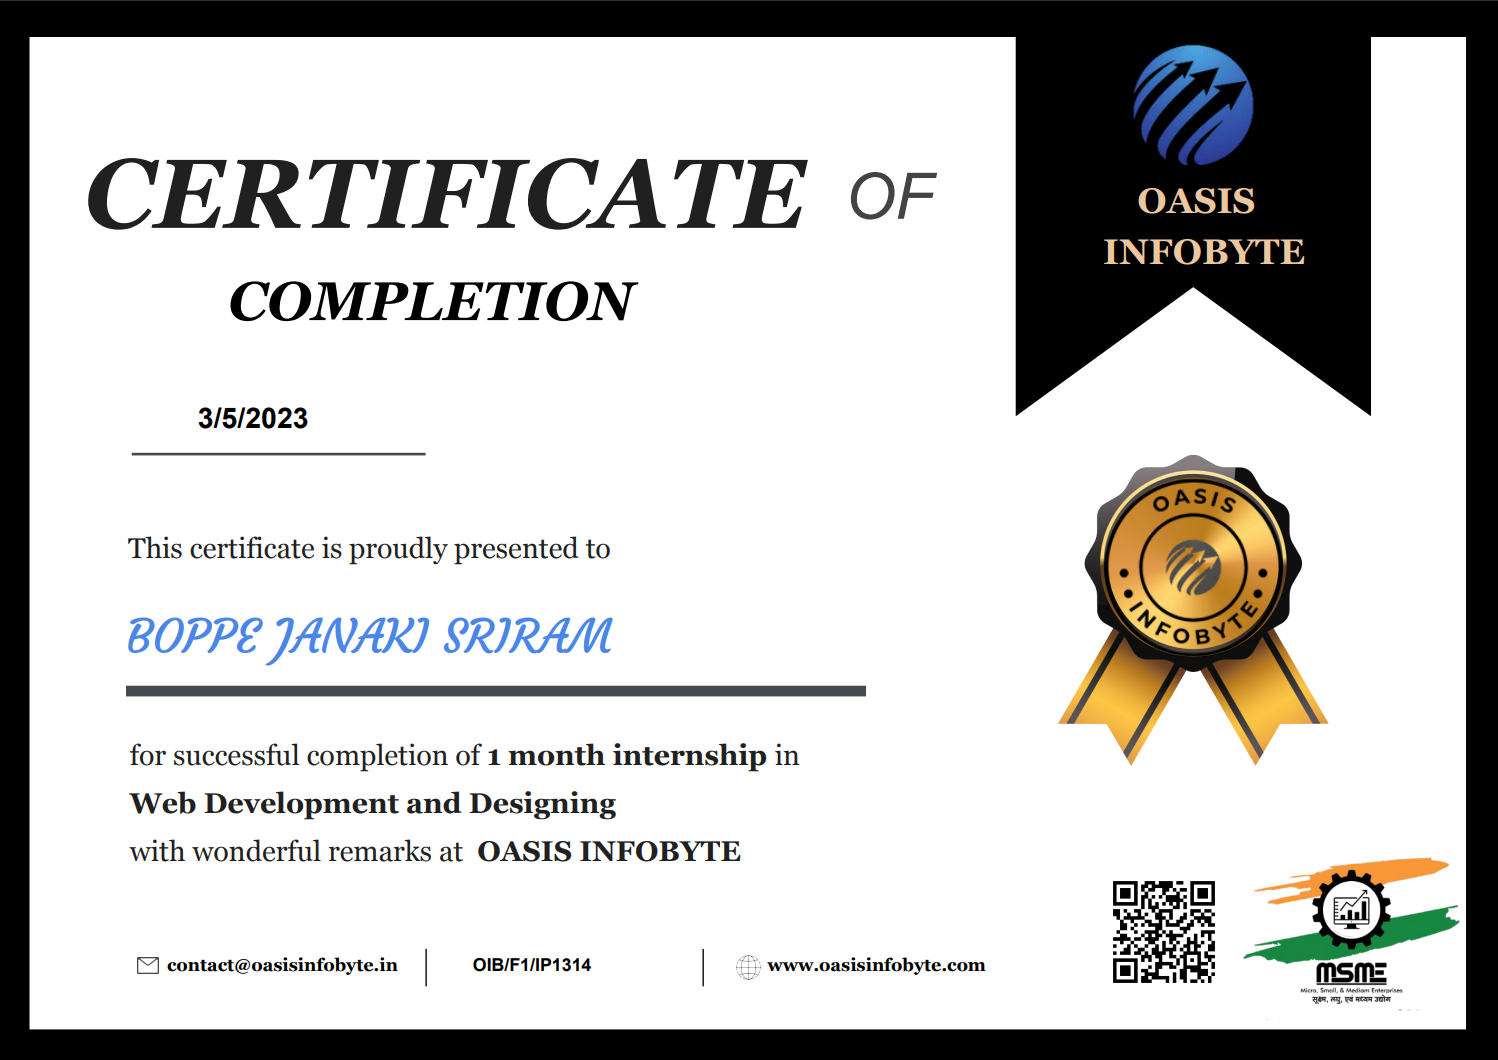 OASIS
INFOBYTE
CERTIFICATE OF
COMPLETION
3/5/2023
This certificate is proudly presented to
BOPPE JANAKI SRIRAM
for successful completion of 1 month internship in
Web Development and Designing
with wonderful remarks at OASIS INFOBYTE
OASIS
INFOBYTE
contact@oasisinfobyte.in
OIB/F1/IP1314
www.oasisinfobyte.com
MSME
Micro, Small, & Mediam Enterprises
सूक्ष्म, लघु, एवं मध्यम उद्योग